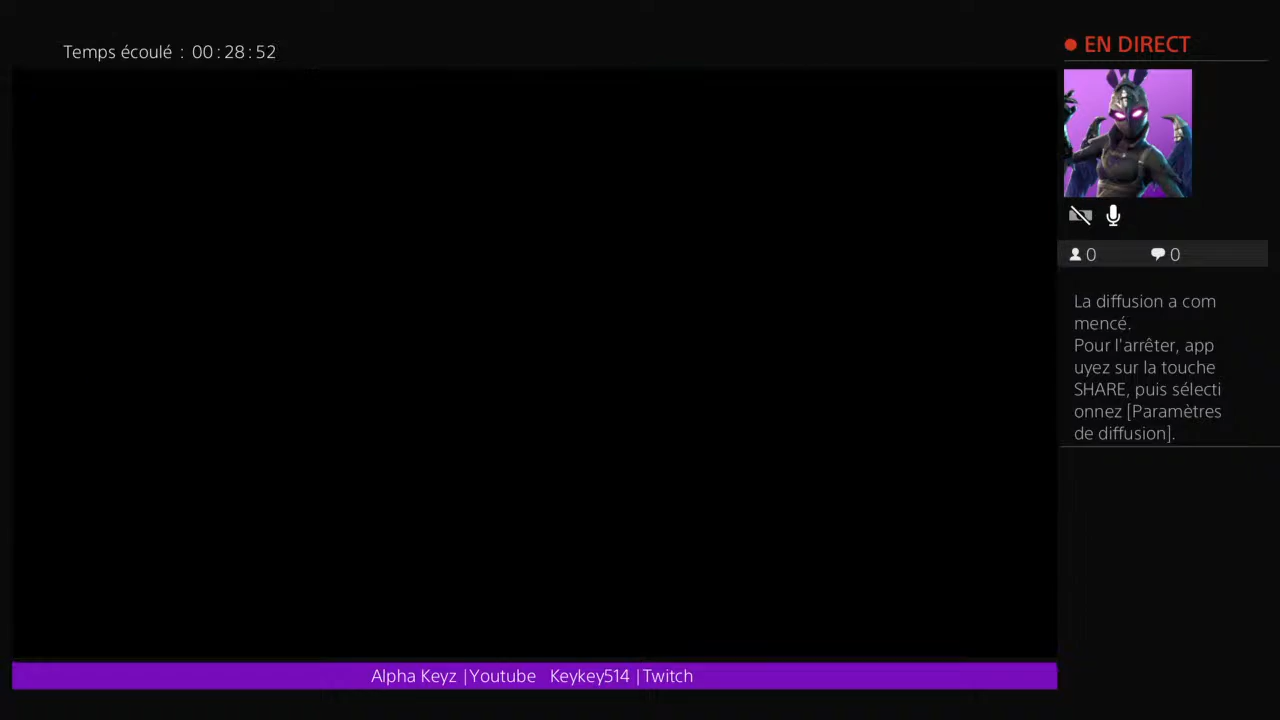 Temps écoulé : 00:28:52
EN DIRECT
0 0
La diffusion a com
mencé.
Pour l'arrêter, app
uyez sur la touche
SHARE, puis sélecti
onnez [Paramètres
de diffusion].
Alpha Keyz |Youtube Keykey514 |Twitch